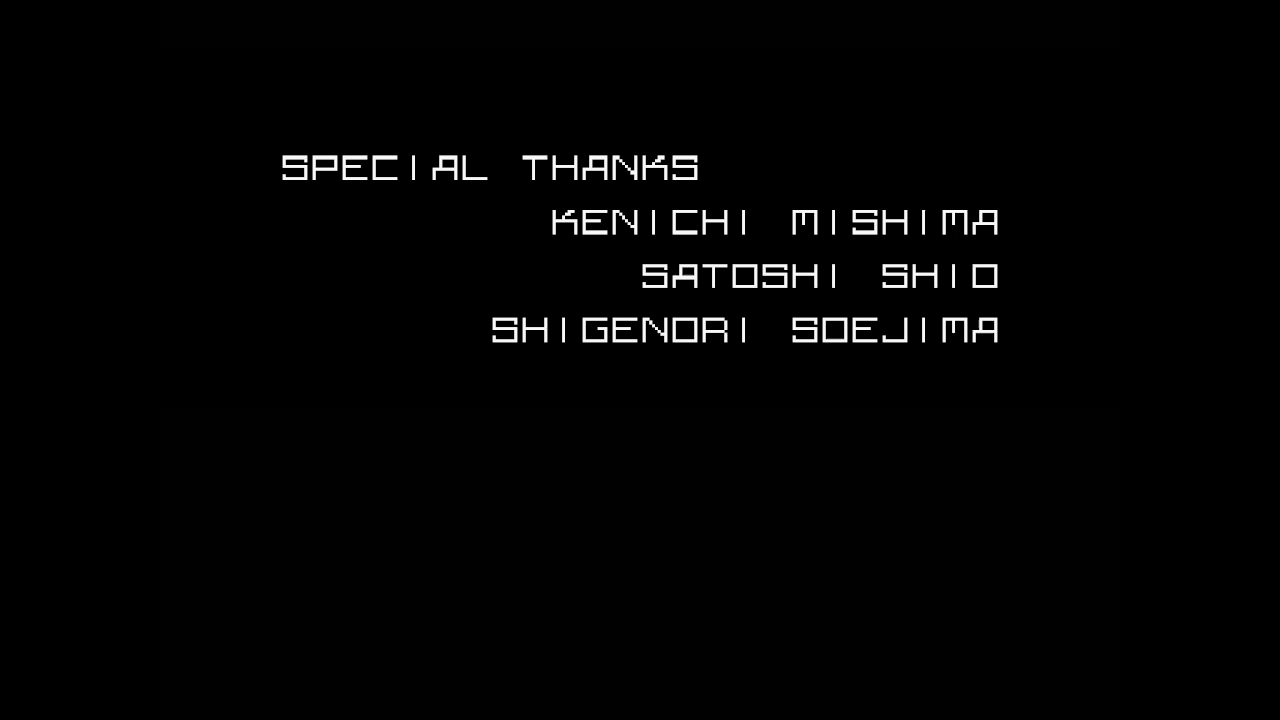 SPECIAL THANKS
KENICHI MISHIMA
SATOSHI SHIO
SHIGENORI SOEJIMA